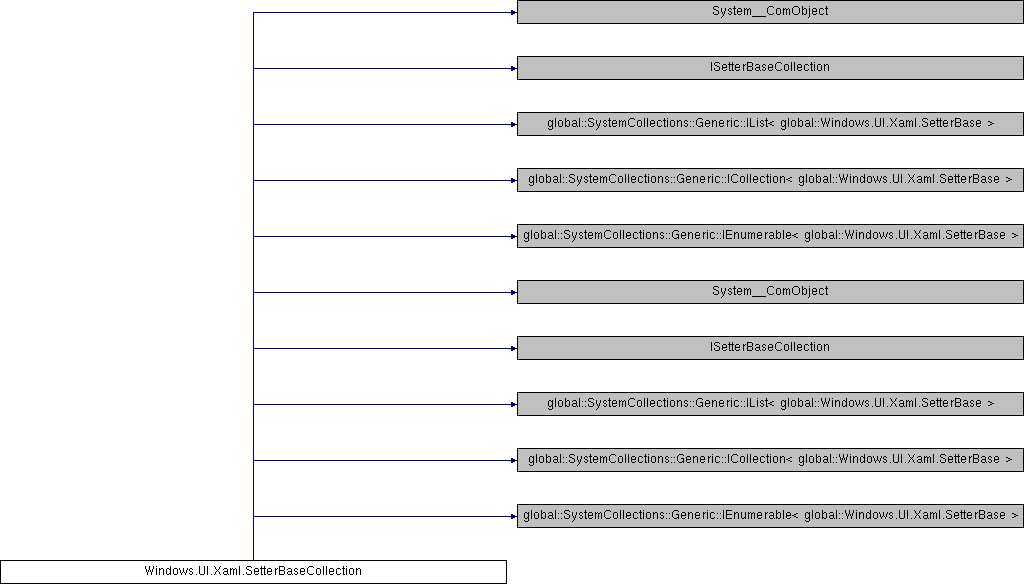 System__ComObject
ISetterBaseCollection
global::SystemCollections::Generic::IList< global::Windows.UI.Xaml.SetterBase >
global::SystemCollections::Generic::ICollection< global::Windows.UI.Xaml.SetterBase >
global::SystemCollections::Generic::IEnumerable< global::Windows.UI.Xaml.SetterBase >
System__ComObject
ISetterBaseCollection
global::SystemCollections::Generic::IList< global::Windows.UI.Xaml.SetterBase >
global::SystemCollections::Generic::ICollection< global::Windows.UI.Xaml.SetterBase >
global::SystemCollections::Generic::IEnumerable< global::Windows.UI.Xaml.SetterBase >
Windows.UI.Xaml.SetterBaseCollection